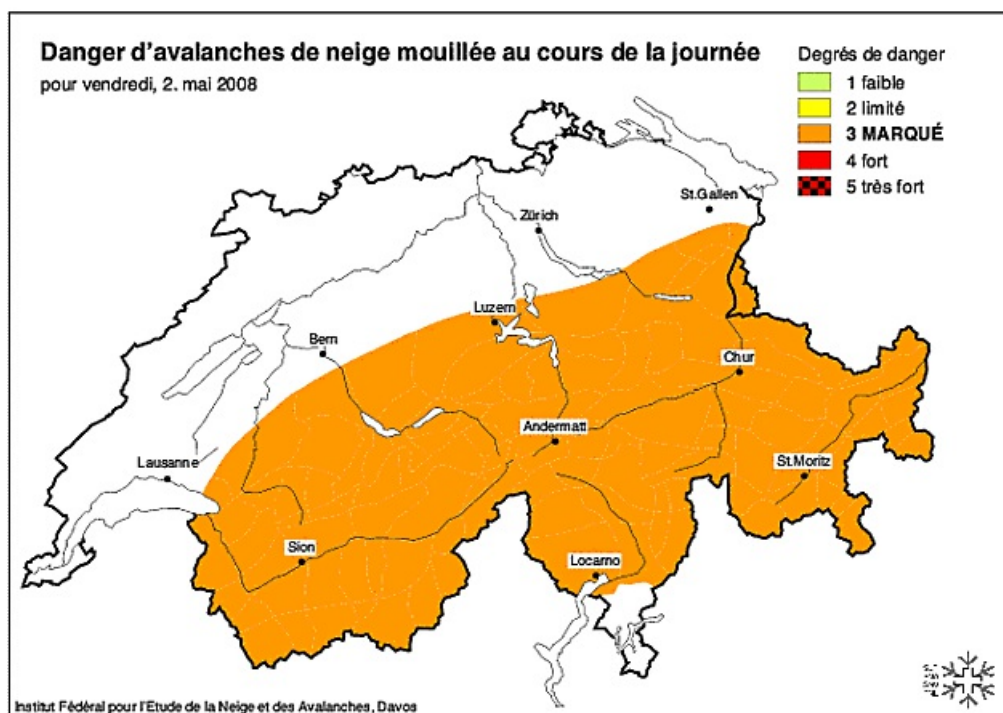 Danger d'avalanches de neige mouillée au cours de la journée
pour vendredi, 2. mai 2008
Degrés de danger
1 faible
2 limité
3 MARQUÉ
4 fort
5 très fort
St.Gallen
Zürich
Luzern
Bern
Chur
Andermatt
Lausanne
St.Moritz
Sion
Locarno
Institut Fédéral pour l'Etude de la Neige et des Avalanches, Davos